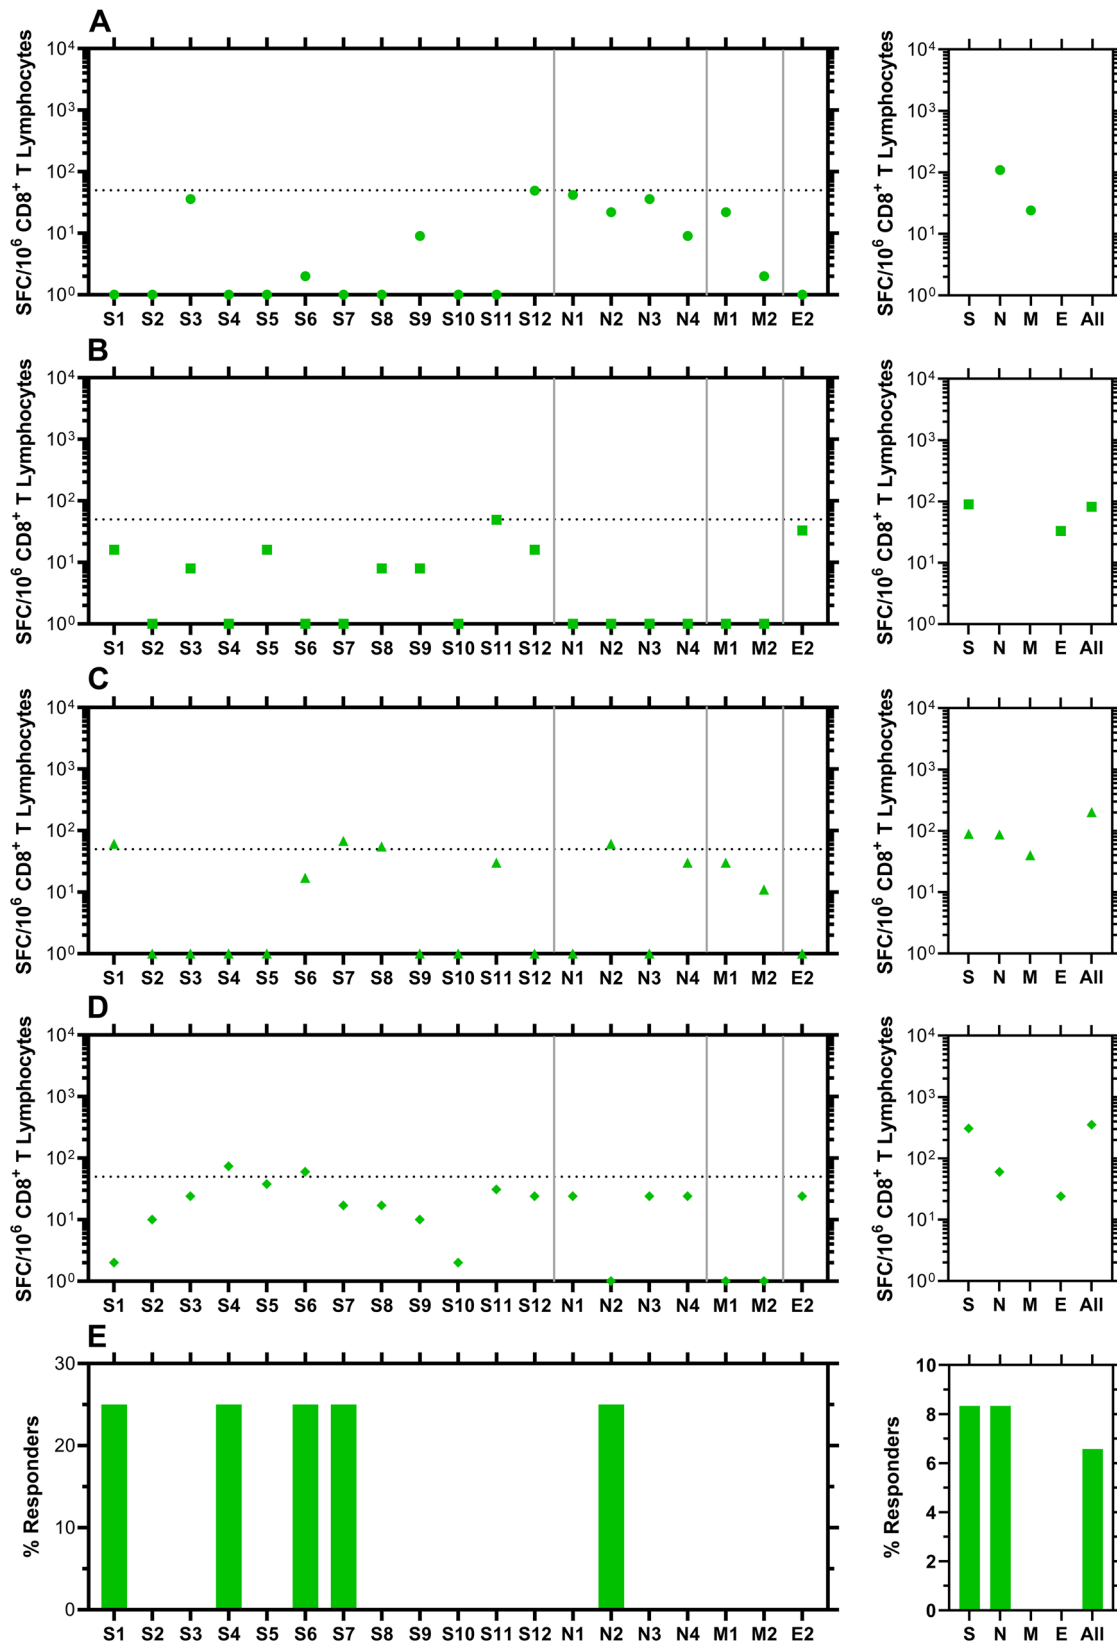 A
SFC/10⁶ CD8⁺ T Lymphocytes
10⁴
10³
10²
10¹
10⁰
S1 S2 S3 S4 S5 S6 S7 S8 S9 S10 S11 S12 N1 N2 N3 N4 M1 M2 E2
SFC/10⁶ CD8⁺ T Lymphocytes
10⁴
10³
10²
10¹
10⁰
S N M E All
B
SFC/10⁶ CD8⁺ T Lymphocytes
10⁴
10³
10²
10¹
10⁰
S1 S2 S3 S4 S5 S6 S7 S8 S9 S10 S11 S12 N1 N2 N3 N4 M1 M2 E2
SFC/10⁶ CD8⁺ T Lymphocytes
10⁴
10³
10²
10¹
10⁰
S N M E All
C
SFC/10⁶ CD8⁺ T Lymphocytes
10⁴
10³
10²
10¹
10⁰
S1 S2 S3 S4 S5 S6 S7 S8 S9 S10 S11 S12 N1 N2 N3 N4 M1 M2 E2
SFC/10⁶ CD8⁺ T Lymphocytes
10⁴
10³
10²
10¹
10⁰
S N M E All
D
SFC/10⁶ CD8⁺ T Lymphocytes
10⁴
10³
10²
10¹
10⁰
S1 S2 S3 S4 S5 S6 S7 S8 S9 S10 S11 S12 N1 N2 N3 N4 M1 M2 E2
SFC/10⁶ CD8⁺ T Lymphocytes
10⁴
10³
10²
10¹
10⁰
S N M E All
E
% Responders
30
20
10
0
S1 S2 S3 S4 S5 S6 S7 S8 S9 S10 S11 S12 N1 N2 N3 N4 M1 M2 E2
% Responders
10
8
6
4
2
0
S N M E All